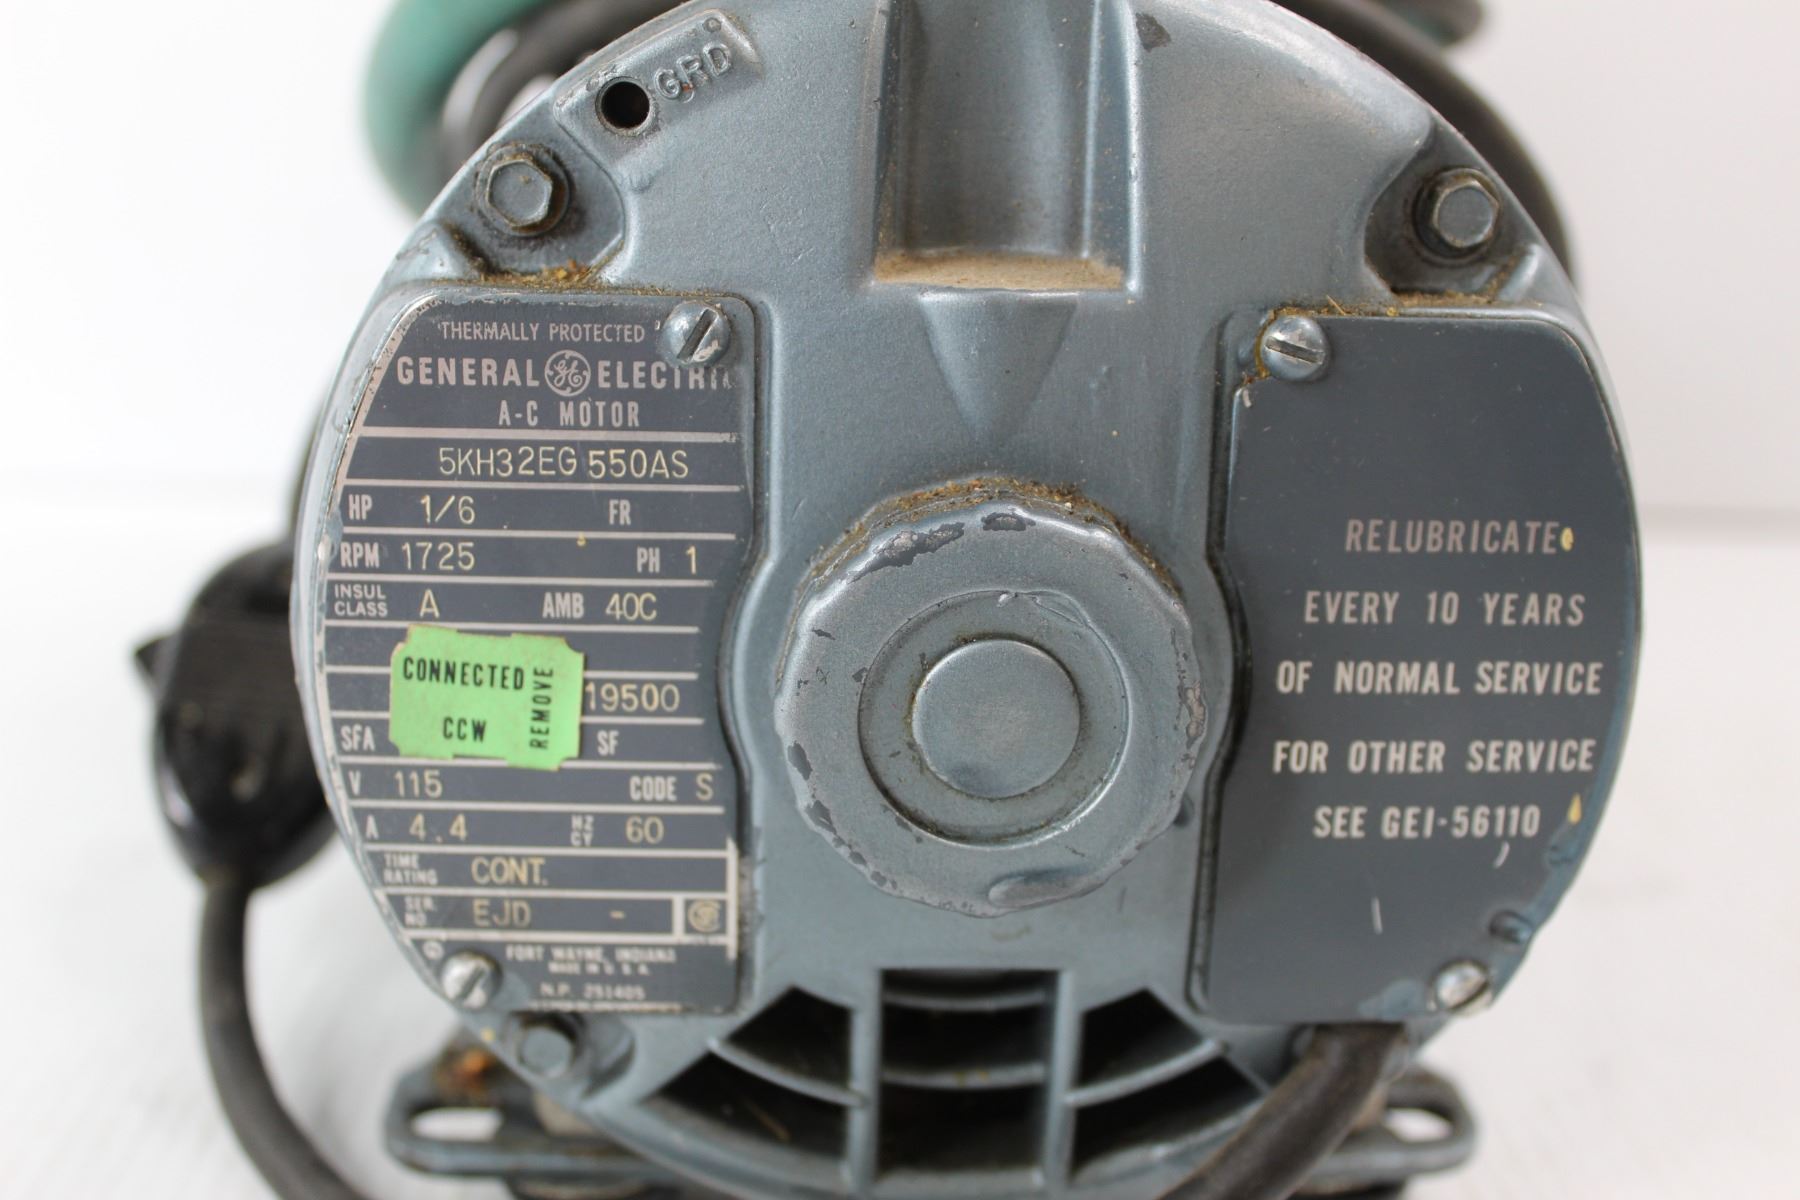 GRD
THERMALLY PROTECTED
GENERAL GE ELECTRIC
A-C MOTOR
5KH32EG 550AS
HP 1/6 FR
RPM 1725 PH 1
INSUL CLASS A AMB 40C
CONNECTED
CCW
REMOVE
19500
SFA SF
V 115 CODE S
A 4.4 HZ CY 60
TIME RATING CONT.
SER. NO EJD -
FORT WAYNE, INDIANA
MADE IN U.S.A.
N.P. 251405
RELUBRICATE
EVERY 10 YEARS
OF NORMAL SERVICE
FOR OTHER SERVICE
SEE GEI-56110